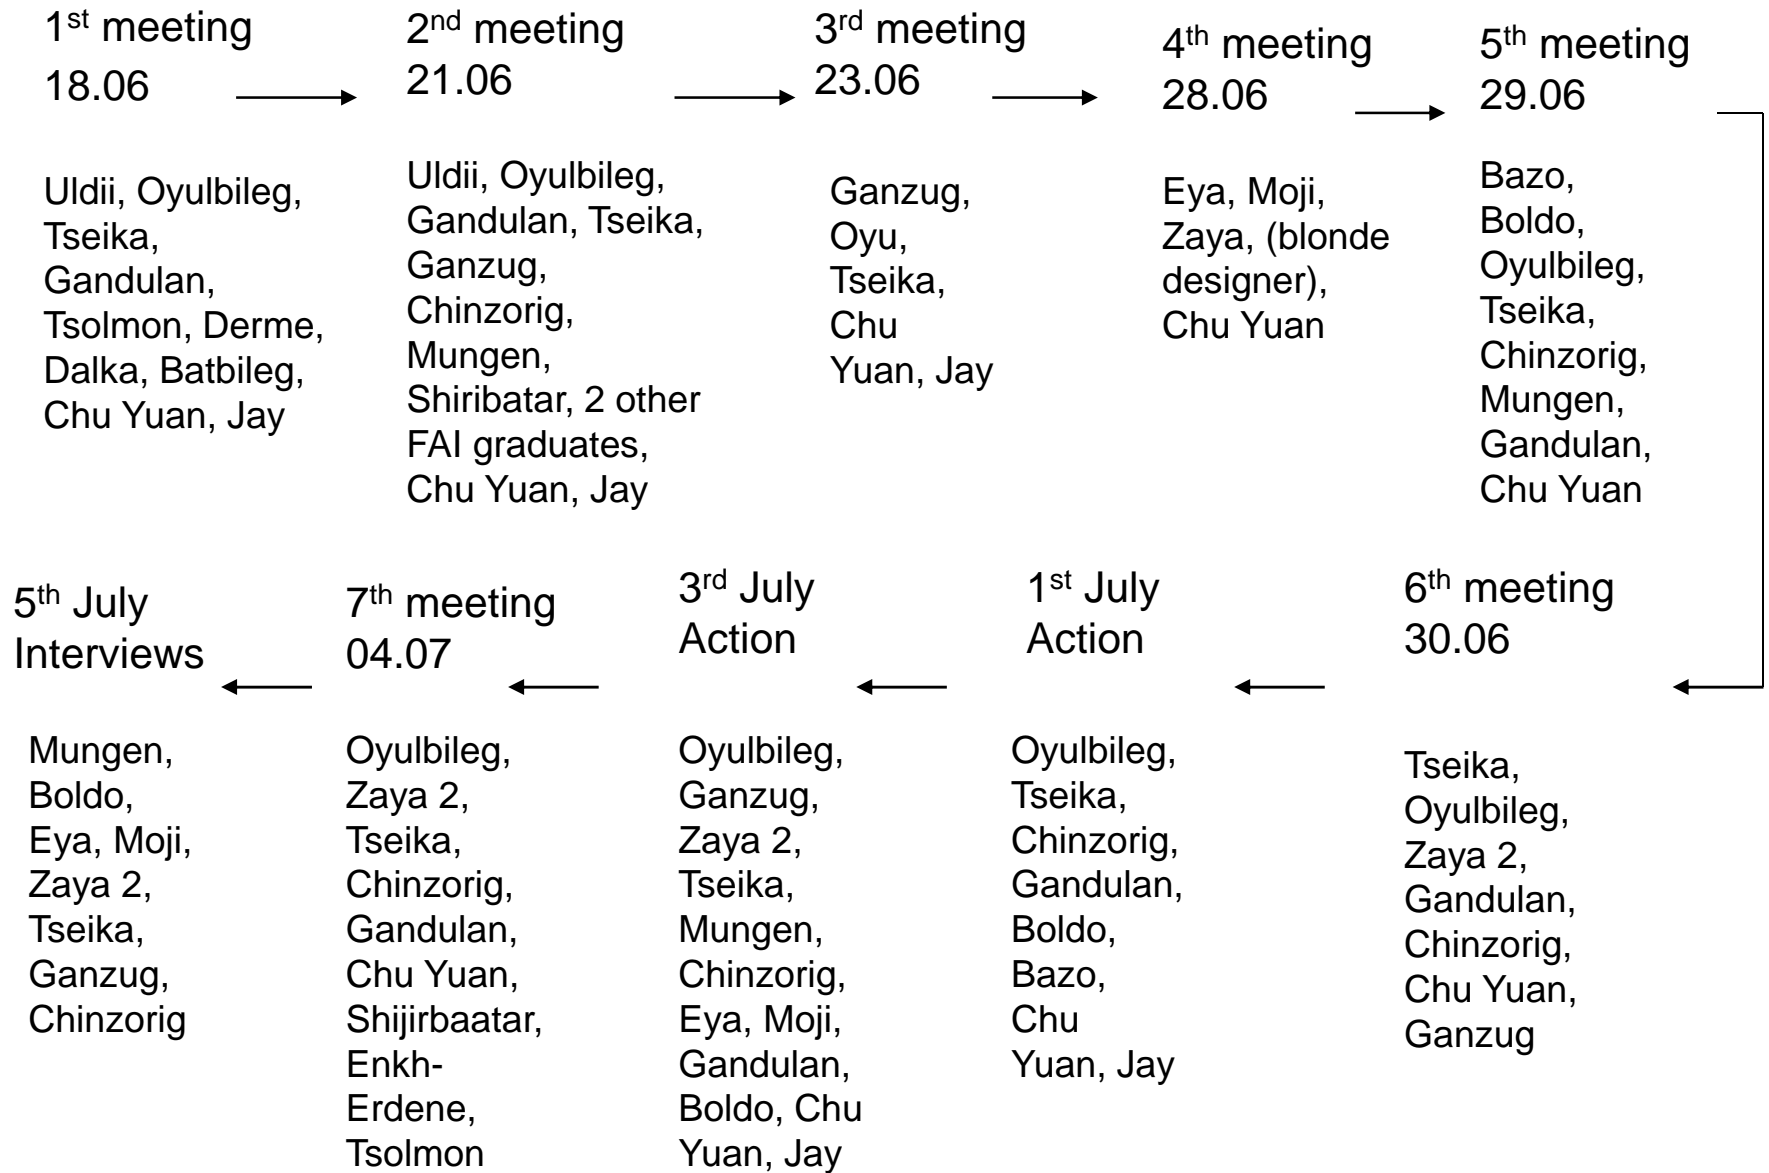 1st meeting
18.06
Uldii, Oyulbileg,
Tseika,
Gandulan,
Tsolmon, Derme,
Dalka, Batbileg,
Chu Yuan, Jay
2nd meeting
21.06
Uldii, Oyulbileg,
Gandulan, Tseika,
Ganzug,
Chinzorig,
Mungen,
Shiribatar, 2 other
FAI graduates,
Chu Yuan, Jay
3rd meeting
23.06
Ganzug,
Oyu,
Tseika,
Chu
Yuan, Jay
4th meeting
28.06
Eya, Moji,
Zaya, (blonde
designer),
Chu Yuan
5th meeting
29.06
Bazo,
Boldo,
Oyulbileg,
Tseika,
Chinzorig,
Mungen,
Gandulan,
Chu Yuan
6th meeting
30.06
Tseika,
Oyulbileg,
Zaya 2,
Gandulan,
Chinzorig,
Chu Yuan,
Ganzug
1st July
Action
Oyulbileg,
Tseika,
Chinzorig,
Gandulan,
Boldo,
Bazo,
Chu
Yuan, Jay
3rd July
Action
Oyulbileg,
Ganzug,
Zaya 2,
Tseika,
Mungen,
Chinzorig,
Eya, Moji,
Gandulan,
Boldo, Chu
Yuan, Jay
7th meeting
04.07
Oyulbileg,
Zaya 2,
Tseika,
Chinzorig,
Gandulan,
Chu Yuan,
Shijirbaatar,
Enkh-
Erdene,
Tsolmon
5th July
Interviews
Mungen,
Boldo,
Eya, Moji,
Zaya 2,
Tseika,
Ganzug,
Chinzorig